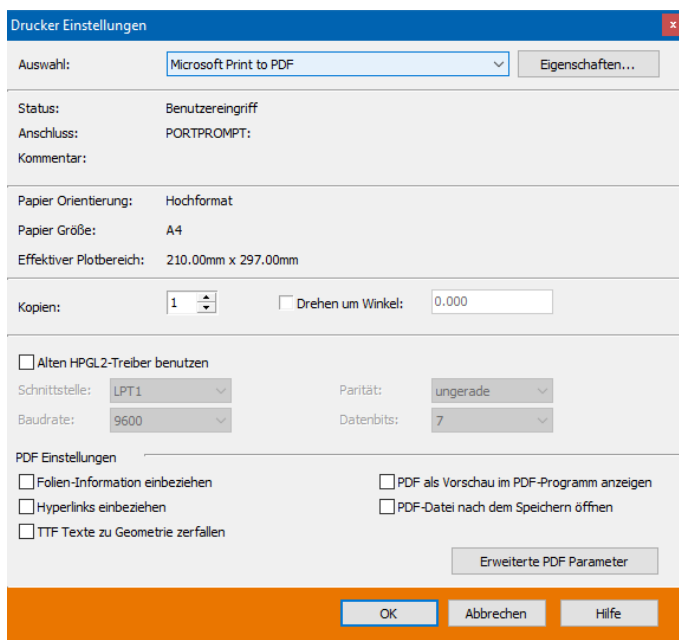 Drucker Einstellungen
x
Auswahl: Microsoft Print to PDF Eigenschaften...
Status: Benutzereingriff
Anschluss: PORTPROMPT:
Kommentar:
Papier Orientierung: Hochformat
Papier Größe: A4
Effektiver Plotbereich: 210.00mm x 297.00mm
Kopien: 1 Drehen um Winkel: 0.000
Alten HPGL2-Treiber benutzen
Schnittstelle: LPT1 Parität: ungerade
Baudrate: 9600 Datenbits: 7
PDF Einstellungen
Folien-Information einbeziehen PDF als Vorschau im PDF-Programm anzeigen
Hyperlinks einbeziehen PDF-Datei nach dem Speichern öffnen
TTF Texte zu Geometrie zerfallen
Erweiterte PDF Parameter
OK Abbrechen Hilfe